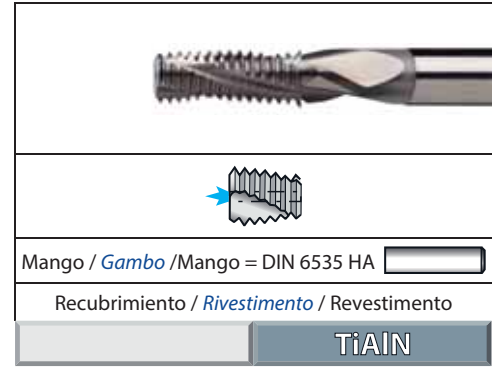 Mango / Gambo /Mango = DIN 6535 HA
Recubrimiento / Rivestimento / Revestimento
TiAlN